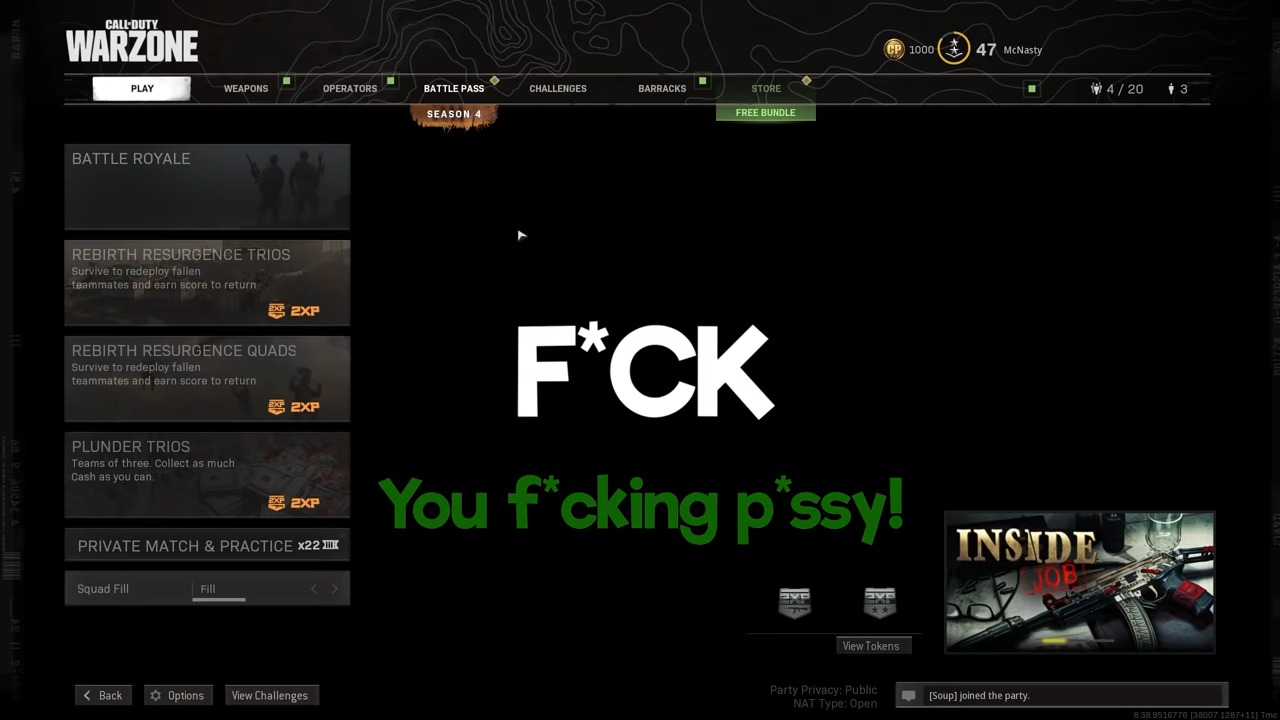 CALL OF DUTY
WARZONE
CP 1000 47 McNasty
PLAY WEAPONS OPERATORS BATTLE PASS CHALLENGES BARRACKS STORE 4 / 20 3
SEASON 4 FREE BUNDLE
BATTLE ROYALE
REBIRTH RESURGENCE TRIOS
Survive to redeploy fallen
teammates and earn score to return
2XP 2XP
REBIRTH RESURGENCE QUADS
Survive to redeploy fallen
teammates and earn score to return
2XP 2XP
F*CK
PLUNDER TRIOS
Teams of three. Collect as much
Cash as you can.
2XP 2XP
You f*cking p*ssy!
PRIVATE MATCH & PRACTICE x22
Squad Fill Fill
INSIDE
JOB
2XP 2XP
View Tokens
Back Options View Challenges
Party Privacy: Public
NAT Type: Open
[Soup] joined the party.